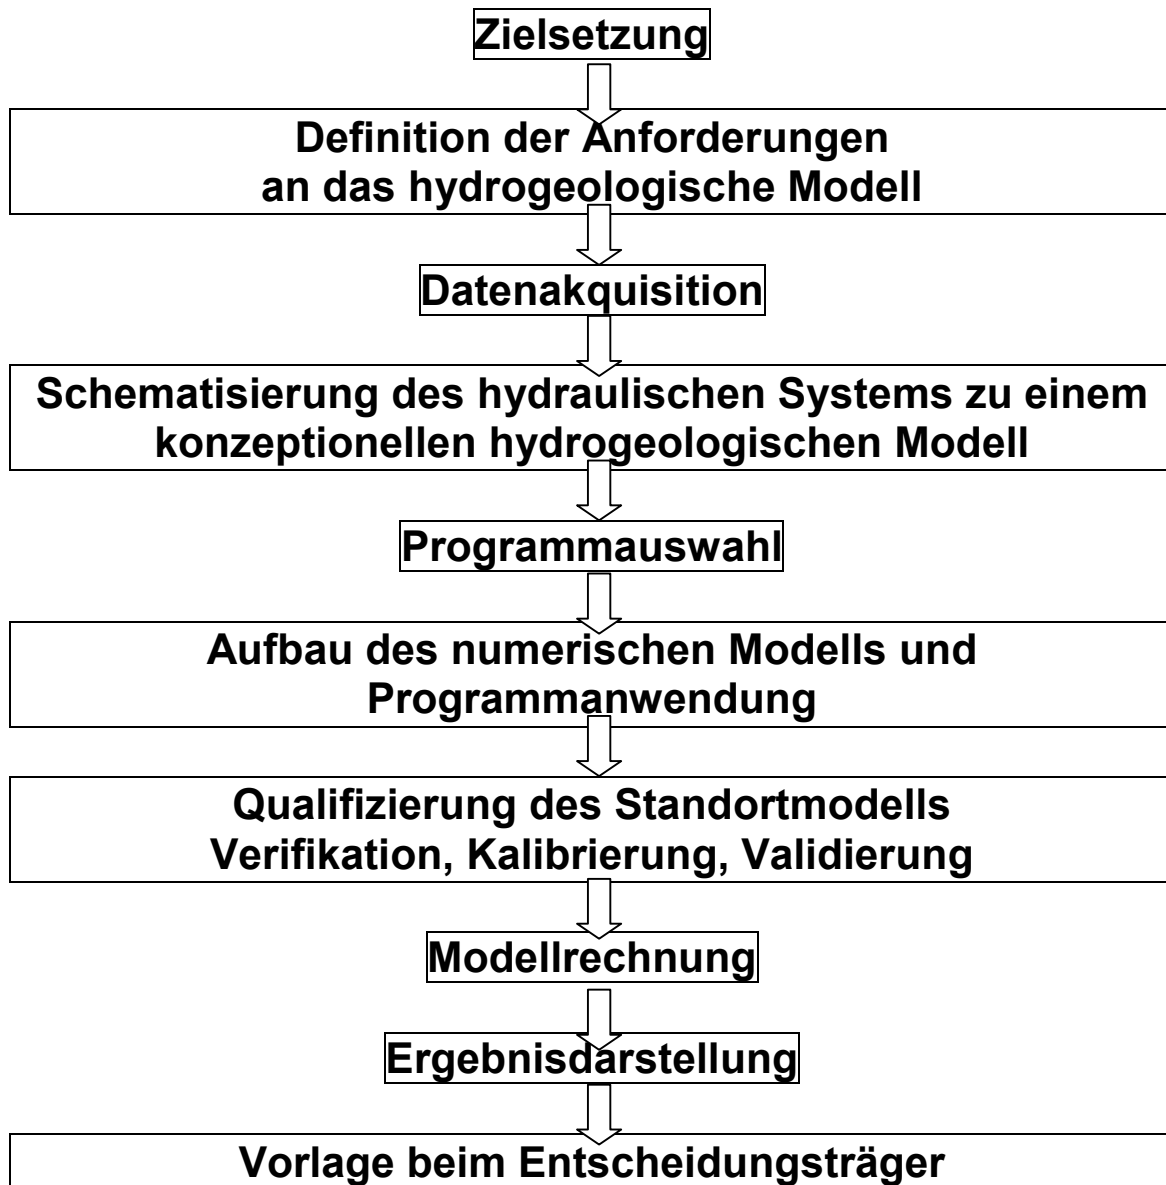 Zielsetzung
Definition der Anforderungen
an das hydrogeologische Modell
Datenakquisition
Schematisierung des hydraulischen Systems zu einem
konzeptionellen hydrogeologischen Modell
Programmauswahl
Aufbau des numerischen Modells und
Programmanwendung
Qualifizierung des Standortmodells
Verifikation, Kalibrierung, Validierung
Modellrechnung
Ergebnisdarstellung
Vorlage beim Entscheidungsträger